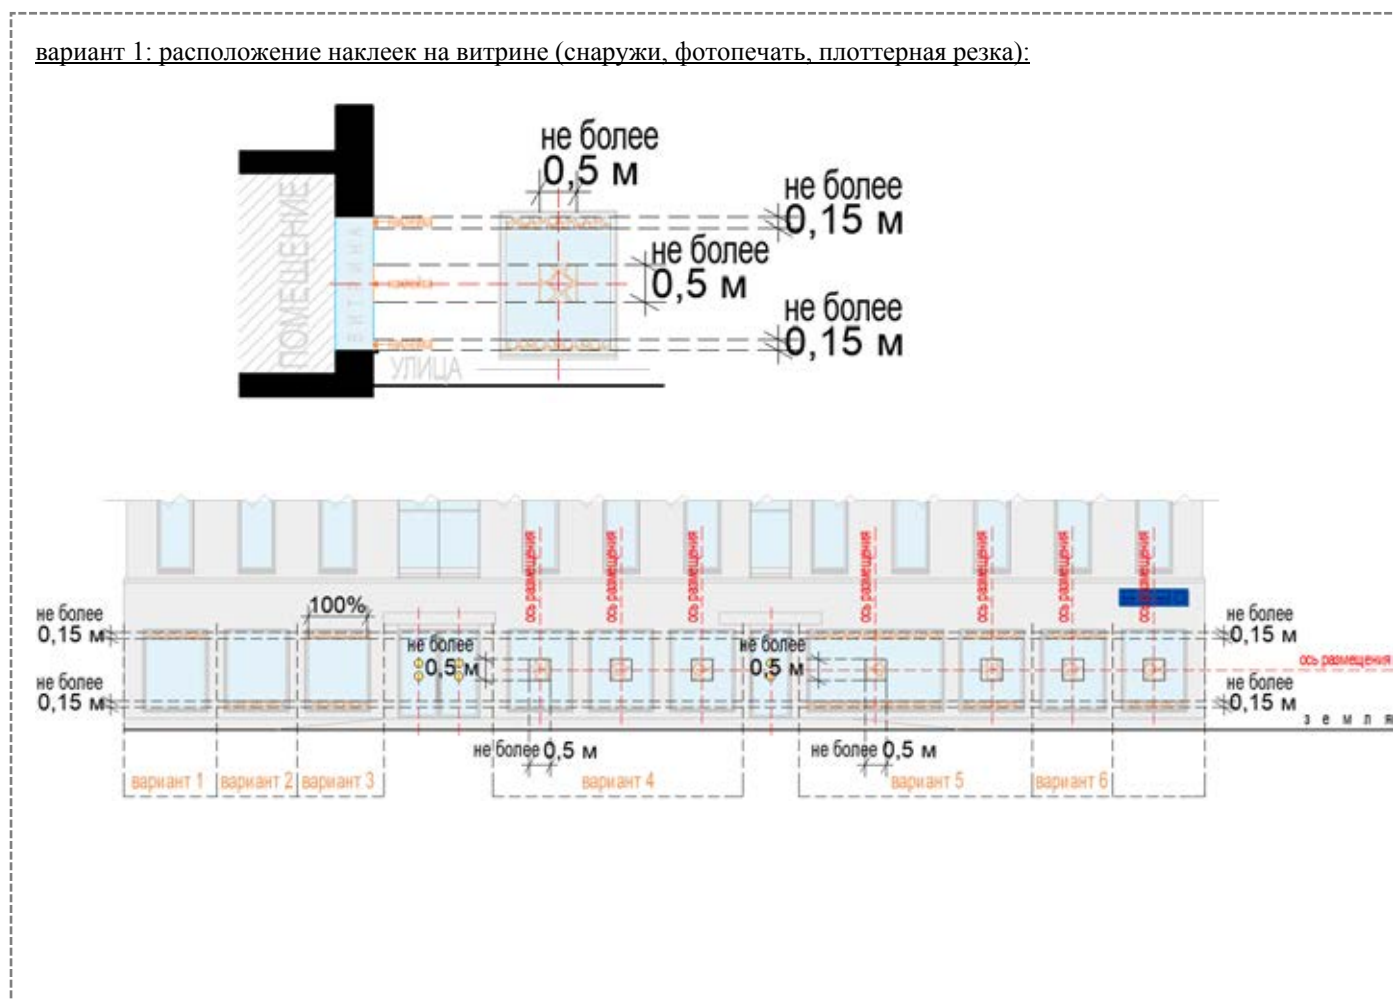 вариант 1: расположение наклеек на витрине (снаружи, фотопечать, плоттерная резка):
не более
0,5 м
не более
0,15 м
не более
0,5 м
не более
0,15 м
ПОМЕЩЕНИЕ
ВИТРИНА
наклейка
наклейка
наклейка
УЛИЦА
ось размещения
ось размещения
ось размещения
ось размещения
ось размещения
ось размещения
ось размещения
не более
0,15 м
100%
не более
0,5 м
не более
0,5 м
не более
0,15 м
ось размещения
не более
0,15 м
не более
0,15 м
земля
не более 0,5 м
не более 0,5 м
вариант 1
вариант 2
вариант 3
вариант 4
вариант 5
вариант 6